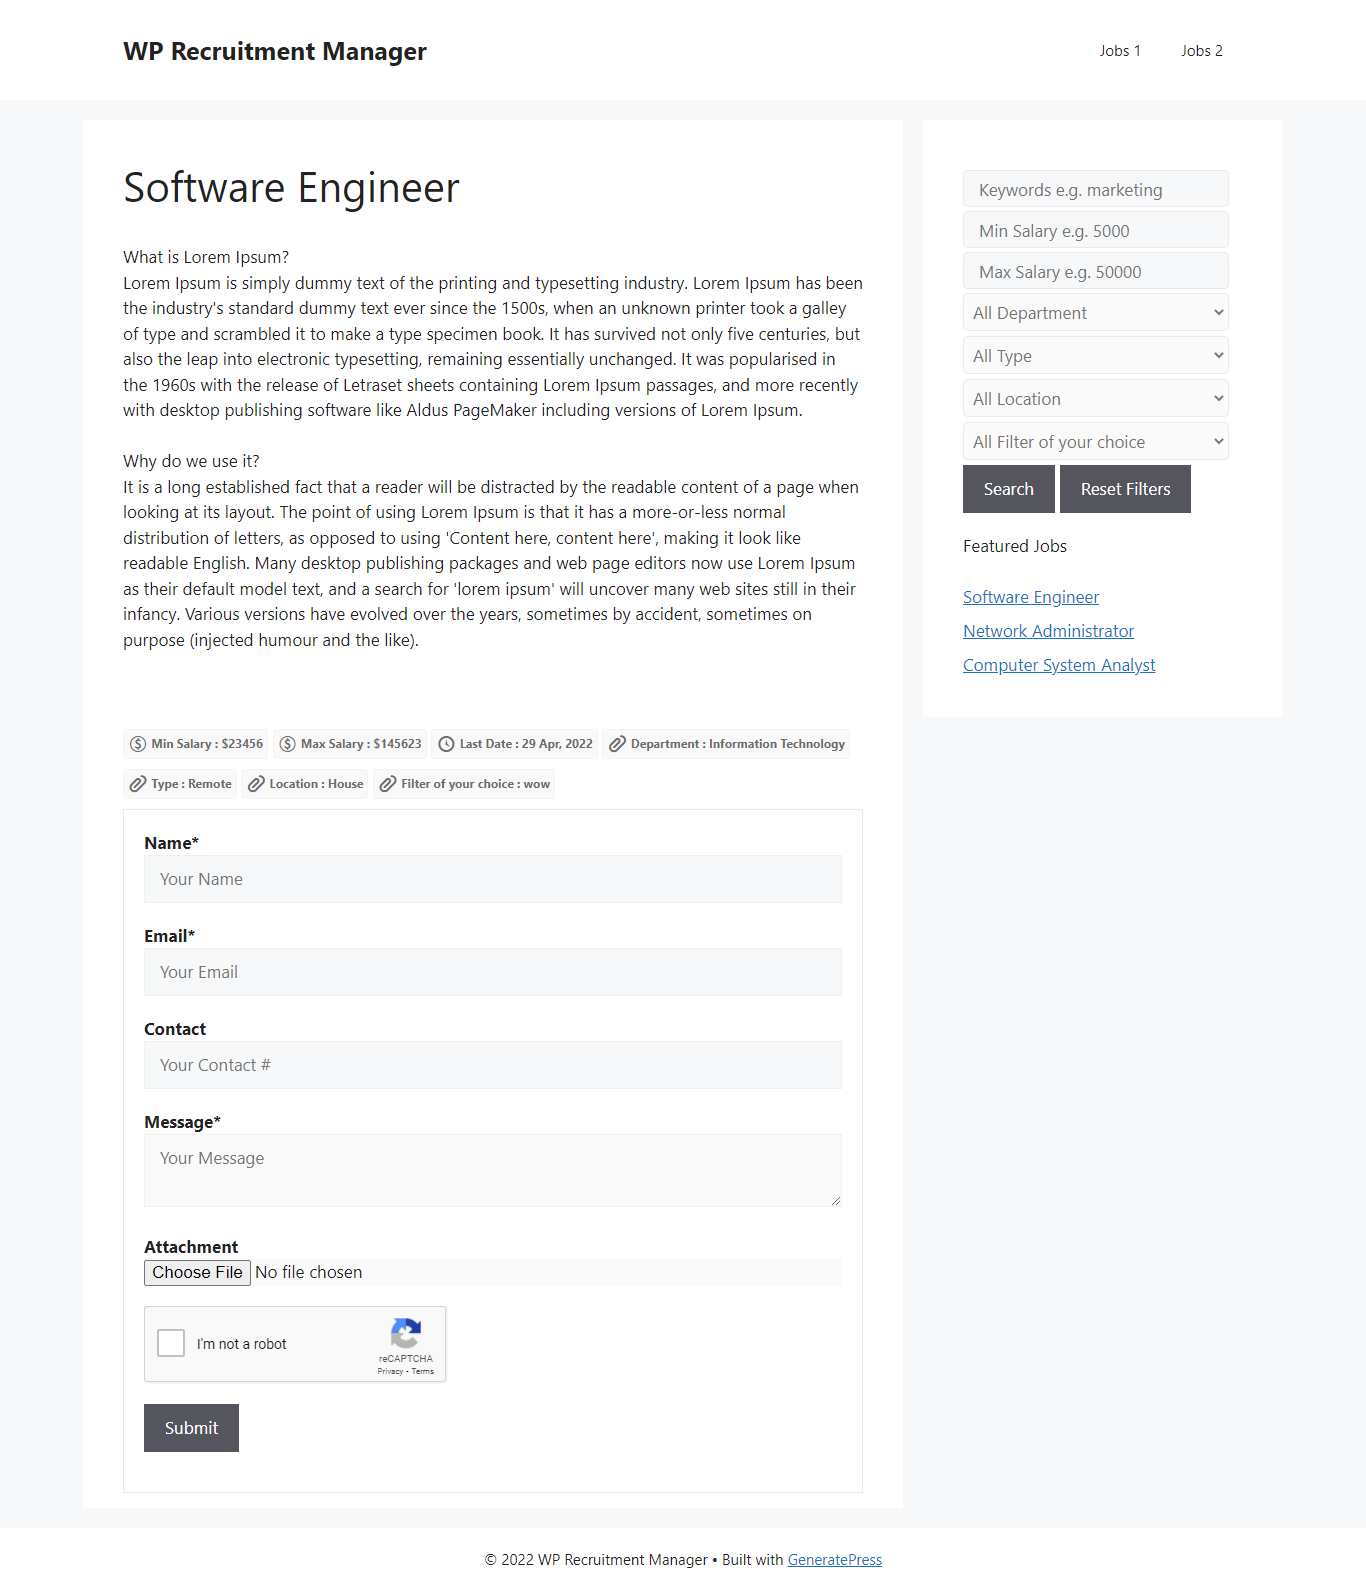 WP Recruitment Manager
Jobs 1
Jobs 2
Software Engineer
What is Lorem Ipsum?
Lorem Ipsum is simply dummy text of the printing and typesetting industry. Lorem Ipsum has been
the industry's standard dummy text ever since the 1500s, when an unknown printer took a galley
of type and scrambled it to make a type specimen book. It has survived not only five centuries, but
also the leap into electronic typesetting, remaining essentially unchanged. It was popularised in
the 1960s with the release of Letraset sheets containing Lorem Ipsum passages, and more recently
with desktop publishing software like Aldus PageMaker including versions of Lorem Ipsum.
Why do we use it?
It is a long established fact that a reader will be distracted by the readable content of a page when
looking at its layout. The point of using Lorem Ipsum is that it has a more-or-less normal
distribution of letters, as opposed to using 'Content here, content here', making it look like
readable English. Many desktop publishing packages and web page editors now use Lorem Ipsum
as their default model text, and a search for 'lorem ipsum' will uncover many web sites still in their
infancy. Various versions have evolved over the years, sometimes by accident, sometimes on
purpose (injected humour and the like).
Min Salary : $23456
Max Salary : $145623
Last Date : 29 Apr, 2022
Department : Information Technology
Type : Remote
Location : House
Filter of your choice : wow
Name*
Your Name
Email*
Your Email
Contact
Your Contact #
Message*
Your Message
Attachment
Choose File No file chosen
I'm not a robot
reCAPTCHA
Privacy - Terms
Submit
Keywords e.g. marketing
Min Salary e.g. 5000
Max Salary e.g. 50000
All Department
All Type
All Location
All Filter of your choice
Search
Reset Filters
Featured Jobs
Software Engineer
Network Administrator
Computer System Analyst
© 2022 WP Recruitment Manager • Built with GeneratePress